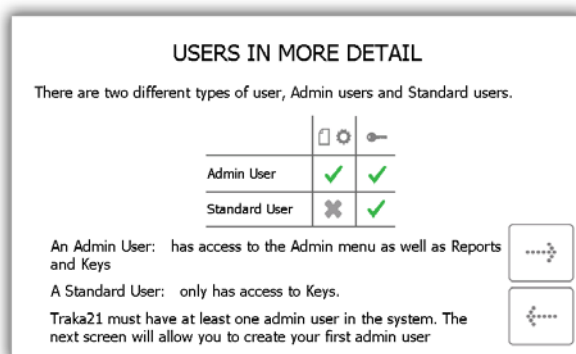 USERS IN MORE DETAIL
There are two different types of user, Admin users and Standard users.
Admin User
Standard User
An Admin User: has access to the Admin menu as well as Reports
and Keys
A Standard User: only has access to Keys.
Traka21 must have at least one admin user in the system. The
next screen will allow you to create your first admin user